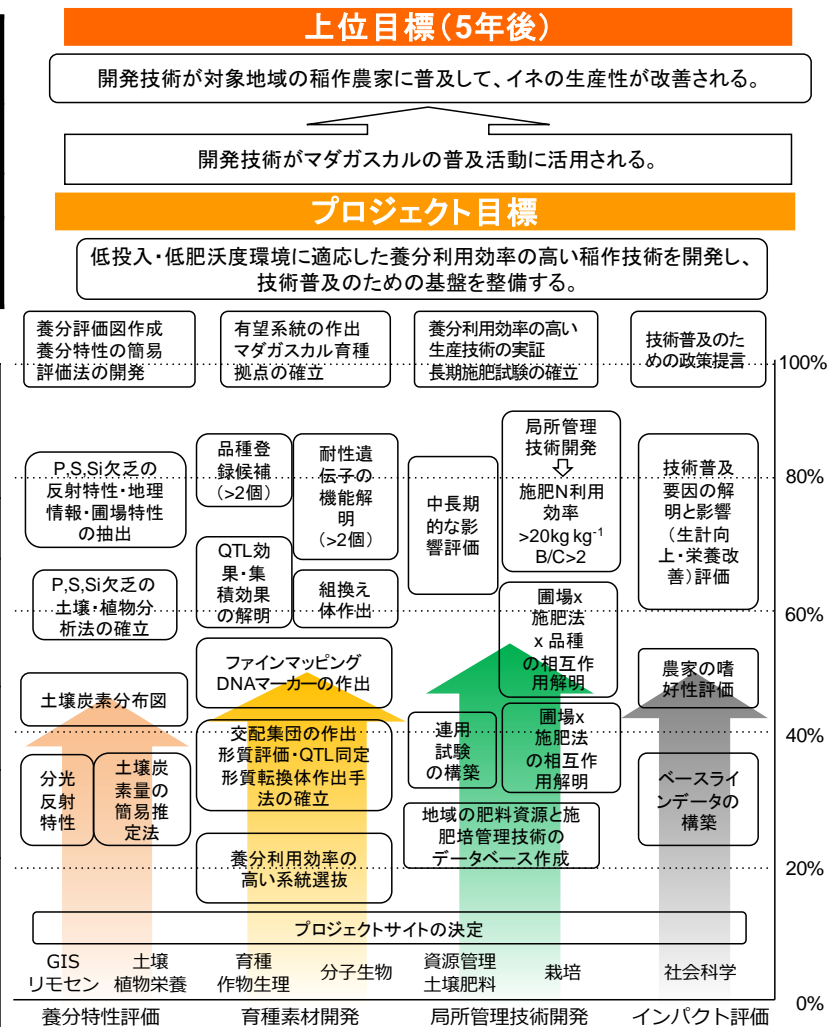 上位目標（5年後）
開発技術が対象地域の稲作農家に普及して、イネの生産性が改善される。
開発技術がマダガスカルの普及活動に活用される。
プロジェクト目標
低投入・低肥沃度環境に適応した養分利用効率の高い稲作技術を開発し、
技術普及のための基盤を整備する。
養分評価図作成
養分特性の簡易
評価法の開発
有望系統の作出
マダガスカル育種
拠点の確立
養分利用効率の高い
生産技術の実証
長期施肥試験の確立
技術普及のた
めの政策提言
100%
P,S,Si欠乏の
反射特性・地理
情報・圃場特性
の抽出
品種登
録候補
（>2個）
耐性遺
伝子の
機能解
明
（>2個）
中長期
的な影
響評価
局所管理
技術開発
⇩
施肥N利用
効率
>20kg kg⁻¹
B/C>2
技術普及
要因の解
明と影響
（生計向
上・栄養改
善）評価
80%
P,S,Si欠乏の
土壌・植物分
析法の確立
QTL効
果・集
積効果
の解明
組換え
体作出
圃場x
施肥法
x 品種
の相互作
用解明
60%
土壌炭素分布図
ファインマッピング
DNAマーカーの作出
農家の嗜
好性評価
分光
反射
特性
土壌炭
素量の
簡易推
定法
交配集団の作出
形質評価・QTL同定
形質転換体作出手
法の確立
連用
試験
の構築
圃場x
施肥法
の相互作
用解明
ベースライ
ンデータの
構築
40%
養分利用効率の
高い系統選抜
地域の肥料資源と施
肥培管理技術の
データベース作成
20%
プロジェクトサイトの決定
GIS
リモセン
土壌
植物栄養
育種
作物生理
分子生物
資源管理
土壌肥料
栽培
社会科学
0%
養分特性評価
育種素材開発
局所管理技術開発
インパクト評価